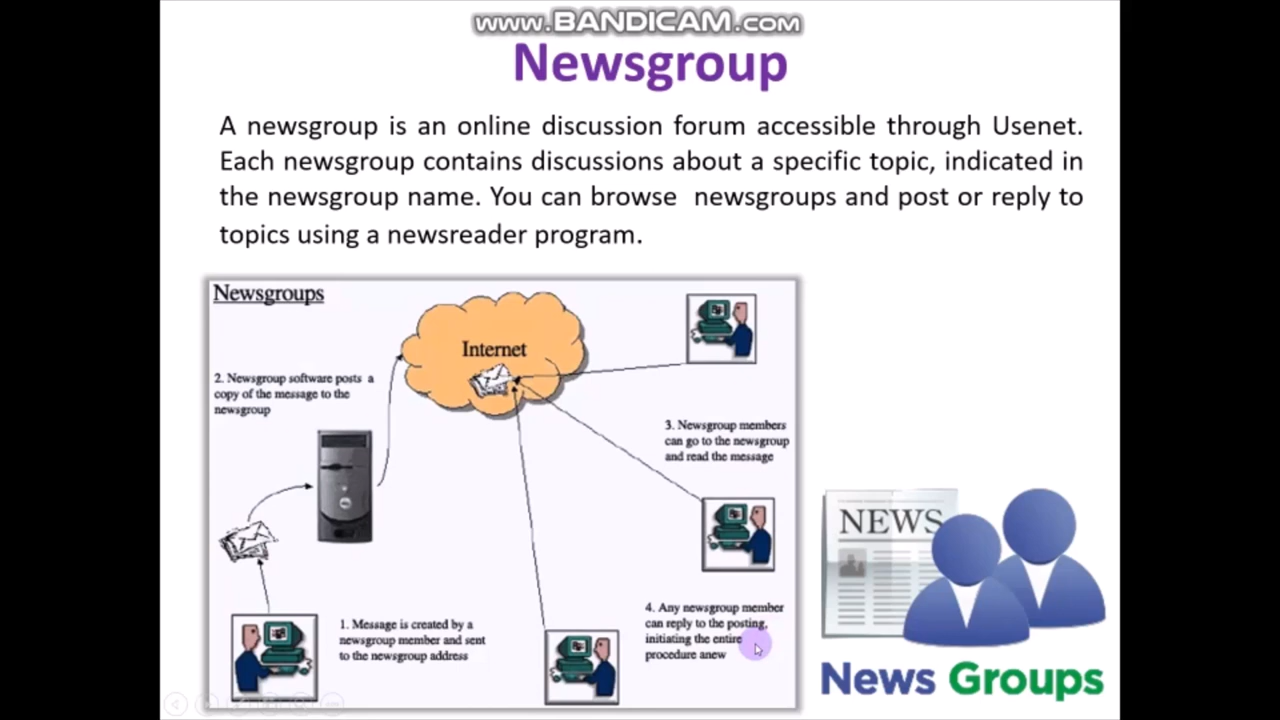 www.BANDICAM.com
Newsgroup
A newsgroup is an online discussion forum accessible through Usenet.
Each newsgroup contains discussions about a specific topic, indicated in
the newsgroup name. You can browse newsgroups and post or reply to
topics using a newsreader program.
Newsgroups
Internet
2. Newsgroup software posts a
copy of the message to the
newsgroup
3. Newsgroup members
can go to the newsgroup
and read the message
NEWS
1. Message is created by a
newsgroup member and sent
to the newsgroup address
4. Any newsgroup member
can reply to the posting,
initiating the entire
procedure anew
News Groups